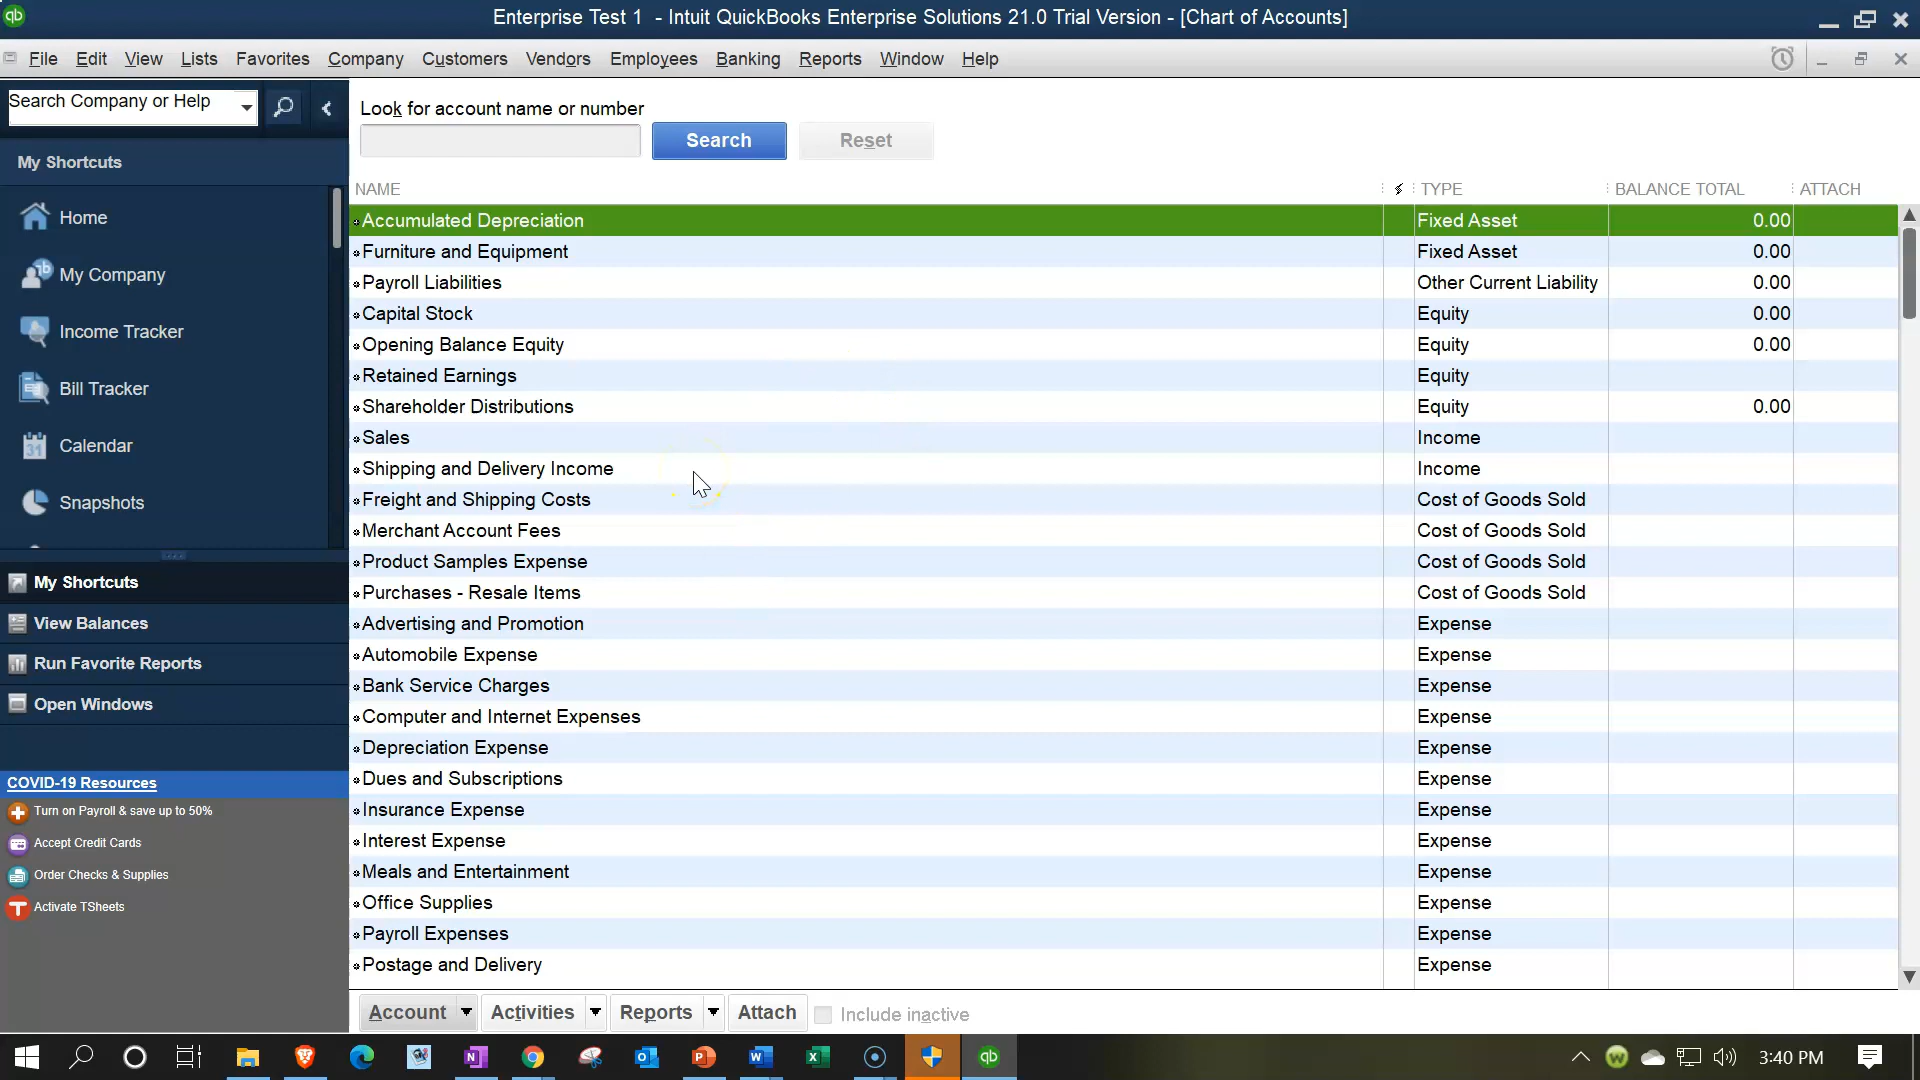 Enterprise Test 1 - Intuit QuickBooks Enterprise Solutions 21.0 Trial Version - [Chart of Accounts]
File Edit View Lists Favorites Company Customers Vendors Employees Banking Reports Window Help
Search Company or Help
My Shortcuts
Home
My Company
Income Tracker
Bill Tracker
31 Calendar
Snapshots
My Shortcuts
View Balances
Run Favorite Reports
Open Windows
COVID-19 Resources
Turn on Payroll & save up to 50%
Accept Credit Cards
Order Checks & Supplies
Activate TSheets
Look for account name or number
Search Reset
NAME TYPE BALANCE TOTAL ATTACH
Accumulated Depreciation Fixed Asset 0.00
Furniture and Equipment Fixed Asset 0.00
Payroll Liabilities Other Current Liability 0.00
Capital Stock Equity 0.00
Opening Balance Equity Equity 0.00
Retained Earnings Equity
Shareholder Distributions Equity 0.00
Sales Income
Shipping and Delivery Income Income
Freight and Shipping Costs Cost of Goods Sold
Merchant Account Fees Cost of Goods Sold
Product Samples Expense Cost of Goods Sold
Purchases - Resale Items Cost of Goods Sold
Advertising and Promotion Expense
Automobile Expense Expense
Bank Service Charges Expense
Computer and Internet Expenses Expense
Depreciation Expense Expense
Dues and Subscriptions Expense
Insurance Expense Expense
Interest Expense Expense
Meals and Entertainment Expense
Office Supplies Expense
Payroll Expenses Expense
Postage and Delivery Expense
Account Activities Reports Attach Include inactive
3:40 PM